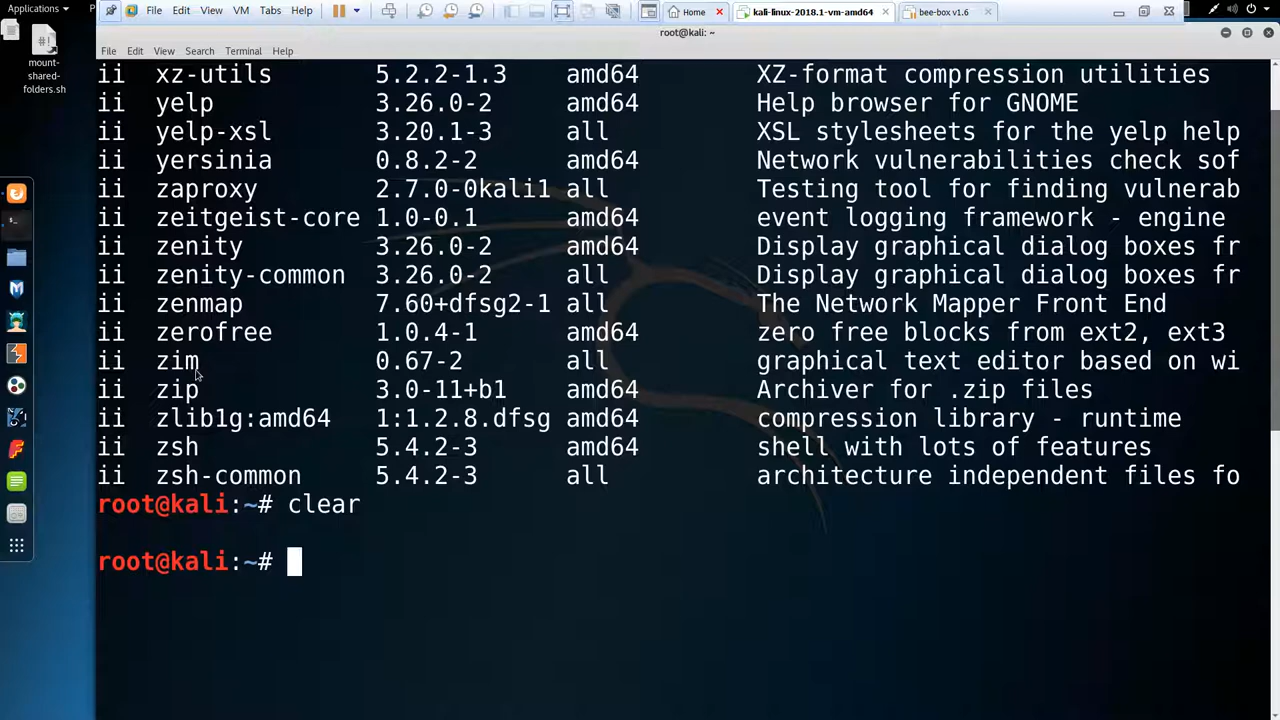 Applications
File Edit View VM Tabs Help
Home
kali-linux-2018.1-vm-amd64
bee-box v1.6
root@kali: ~
File Edit View Search Terminal Help
#!
mount-
shared-
folders.sh
ii xz-utils 5.2.2-1.3 amd64 XZ-format compression utilities
ii yelp 3.26.0-2 amd64 Help browser for GNOME
ii yelp-xsl 3.20.1-3 all XSL stylesheets for the yelp help
ii yersinia 0.8.2-2 amd64 Network vulnerabilities check sof
ii zaproxy 2.7.0-0kali1 all Testing tool for finding vulnerab
ii zeitgeist-core 1.0-0.1 amd64 event logging framework - engine
ii zenity 3.26.0-2 amd64 Display graphical dialog boxes fr
ii zenity-common 3.26.0-2 all Display graphical dialog boxes fr
ii zenmap 7.60+dfsg2-1 all The Network Mapper Front End
ii zerofree 1.0.4-1 amd64 zero free blocks from ext2, ext3
ii zim 0.67-2 all graphical text editor based on wi
ii zip 3.0-11+b1 amd64 Archiver for .zip files
ii zlib1g:amd64 1:1.2.8.dfsg amd64 compression library - runtime
ii zsh 5.4.2-3 amd64 shell with lots of features
ii zsh-common 5.4.2-3 all architecture independent files fo
root@kali:~# clear
root@kali:~#